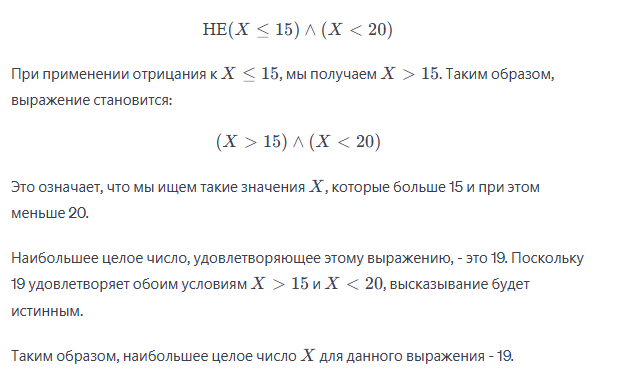 НЕ(X ≤ 15) ∧ (X < 20)
При применении отрицания к X ≤ 15, мы получаем X > 15. Таким образом,
выражение становится:
(X > 15) ∧ (X < 20)
Это означает, что мы ищем такие значения X, которые больше 15 и при этом
меньше 20.
Наибольшее целое число, удовлетворяющее этому выражению, - это 19. Поскольку
19 удовлетворяет обоим условиям X > 15 и X < 20, высказывание будет
истинным.
Таким образом, наибольшее целое число X для данного выражения - 19.